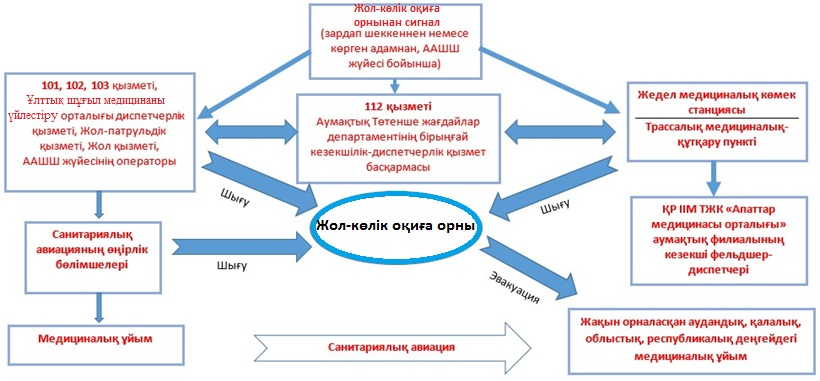 Жол-көлік оқиға
орнынан сигнал
(зардап шеккеннен немесе
көрген адамнан, ААШШ
жүйесі бойынша)
101, 102, 103 қызметі,
Ұлттық шұғыл медицинаны
үйлестіру орталығы диспетчерлік
қызметі, Жол-патрульдік
қызметі, Жол қызметі,
ААШШ жүйесінің операторы
112 қызметі
Аумақтық Төтенше жағдайлар
департаментінің бірыңғай
кезекшілік-диспетчерлік қызмет
басқармасы
Жедел медициналық көмек
станциясы
Трассалық медициналық-
құтқару пункті
Шығу
Шығу
Жол-көлік оқиға орны
Санитариялық
авиацияның өңірлік
бөлімшелері
Шығу
Эвакуация
ҚР ІІМ ТЖК «Апаттар
медицинасы орталығы»
аумақтық филиалының
кезекші фельдшер-
диспетчері
Медициналық ұйым
Санитариялық авиация
Жақын орналасқан аудандық, қалалық,
облыстық, республикалық деңгейдегі
медициналық ұйым